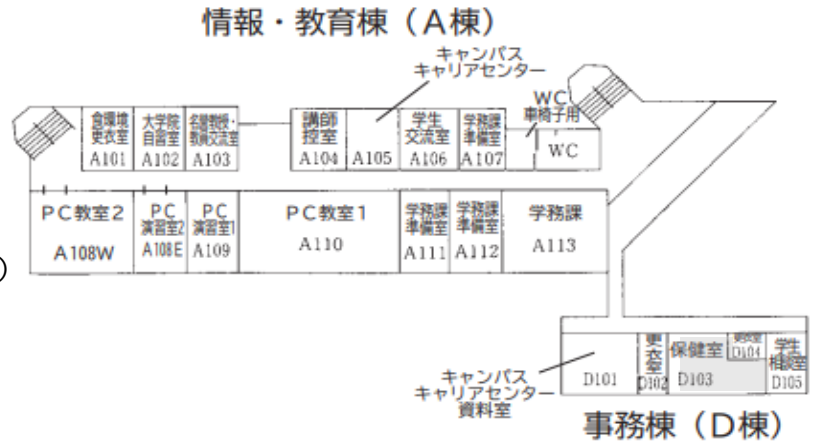 情報・教育棟（A棟）
キャンパス
キャリアセンター
WC
車椅子用
食環境
更衣室
A101
大学院
自習室
A102
名誉教授・
教員交流室
A103
講師
控室
A104
A105
学生
交流室
A106
学務課
準備室
A107
WC
PC教室2
A108W
PC
演習室2
A108E
PC
演習室1
A109
PC教室1
A110
学務課
準備室
A111
学務課
準備室
A112
学務課
A113
D101
更衣室
D102
保健室
D103
更衣室
D104
学生
相談室
D105
キャンパス
キャリアセンター
資料室
事務棟（D棟）